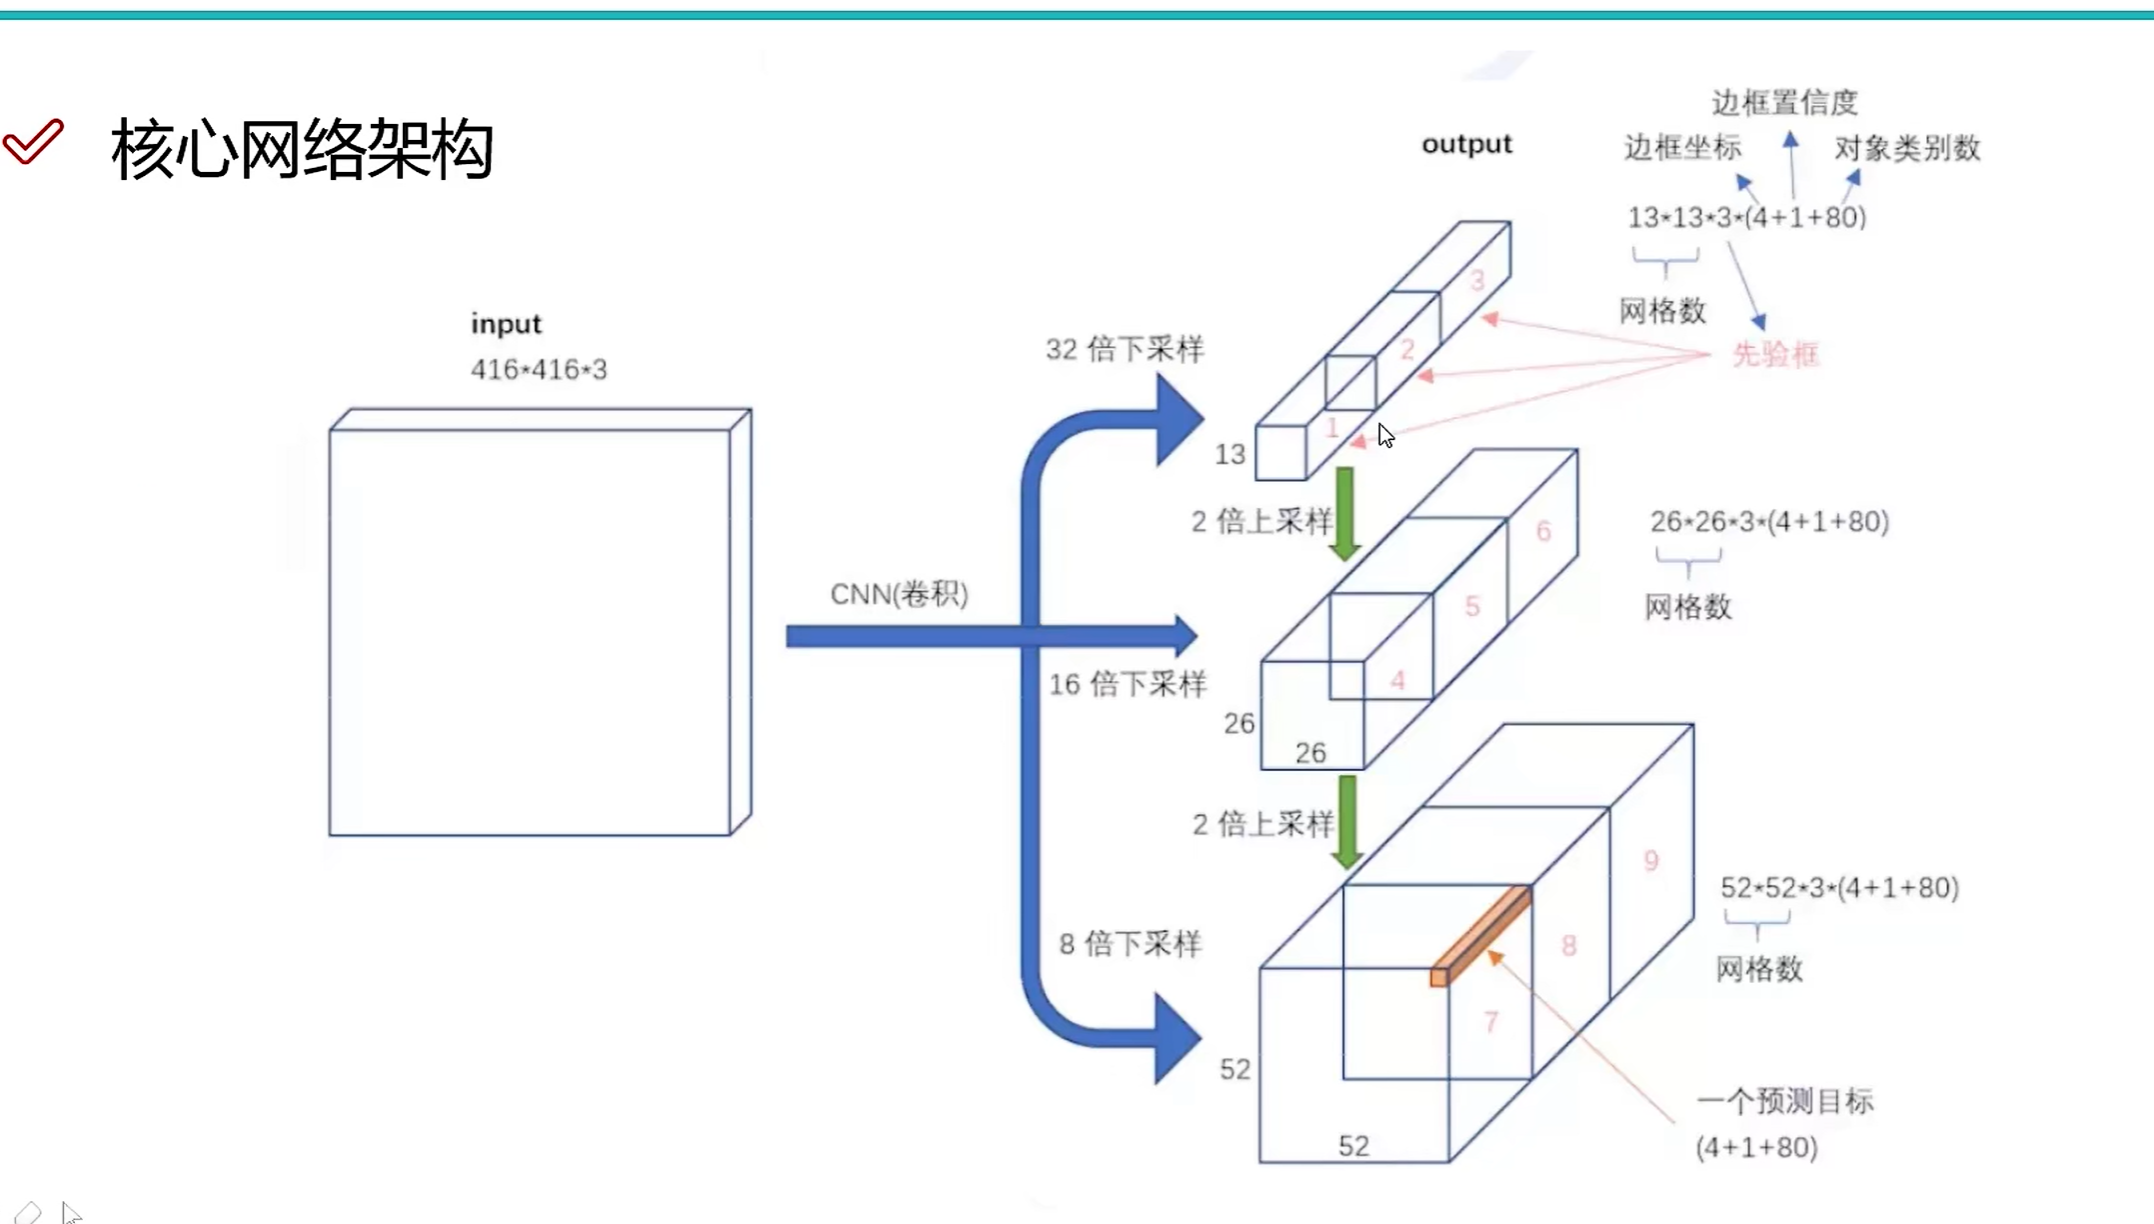 核心网络架构
input
416*416*3
CNN(卷积)
32 倍下采样
16 倍下采样
8 倍下采样
output
边框置信度
边框坐标
对象类别数
13*13*3*(4+1+80)
网格数
先验框
3
2
1
13
2 倍上采样
6
5
4
26
26
26*26*3*(4+1+80)
网格数
2 倍上采样
9
8
7
52
52
52*52*3*(4+1+80)
网格数
一个预测目标
(4+1+80)